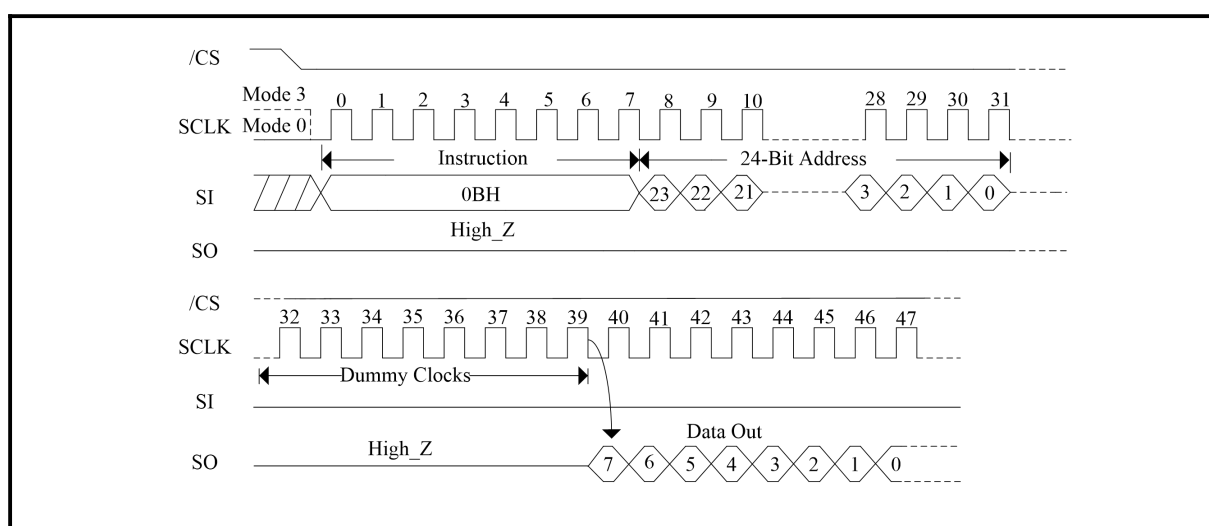 /CS
Mode 3
0 1 2 3 4 5 6 7 8 9 10 28 29 30 31
SCLK Mode 0
Instruction 24-Bit Address
SI 0BH 23 22 21 3 2 1 0
High_Z
SO
/CS
32 33 34 35 36 37 38 39 40 41 42 43 44 45 46 47
SCLK
Dummy Clocks
SI
Data Out
SO High_Z 7 6 5 4 3 2 1 0